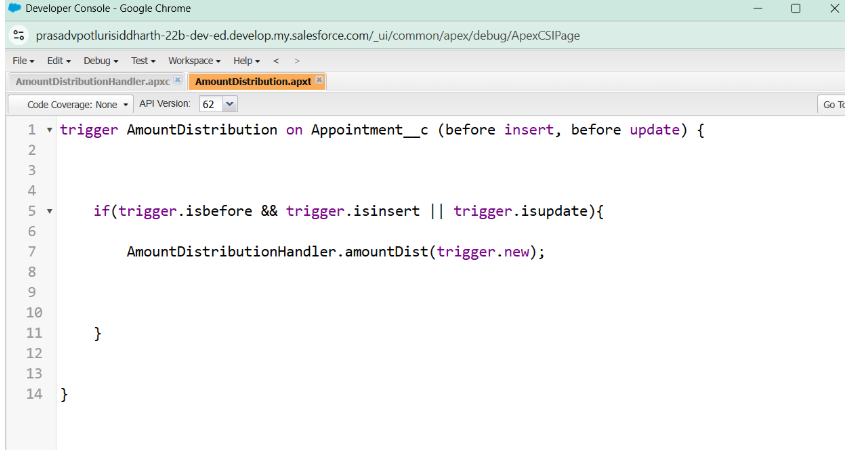 Developer Console - Google Chrome
prasadvpotlurisiddharth-22b-dev-ed.develop.my.salesforce.com/_ui/common/apex/debug/ApexCSIPage
File Edit Debug Test Workspace Help < >
AmountDistributionHandler.apxc AmountDistribution.apxt
Code Coverage: None API Version: 62 Go To
1 trigger AmountDistribution on Appointment__c (before insert, before update) {
2
3
4
5 if(trigger.isbefore && trigger.isinsert || trigger.isupdate){
6
7 AmountDistributionHandler.amountDist(trigger.new);
8
9
10
11 }
12
13
14 }